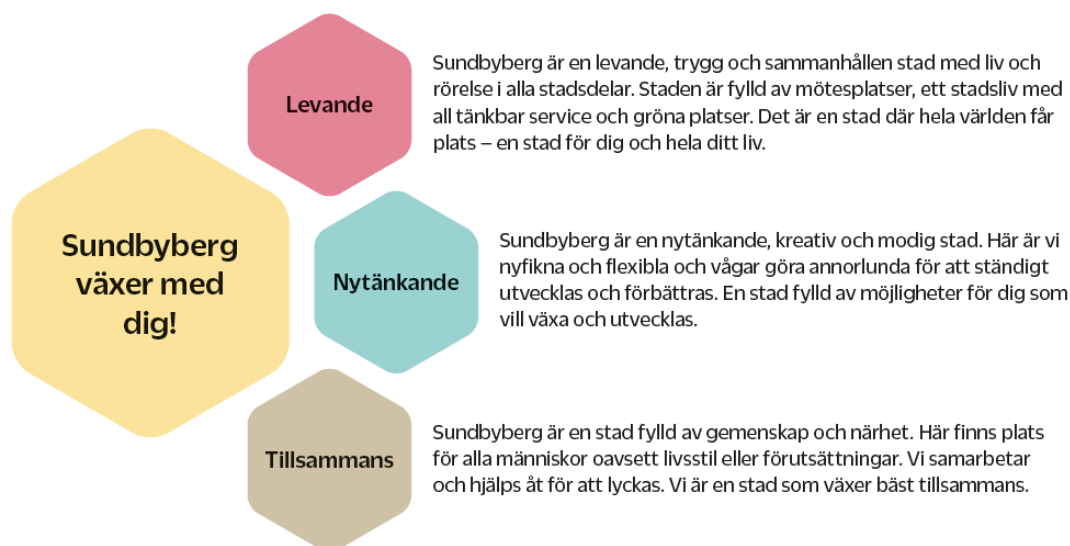 Sundbyberg
växer med
dig!
Levande
Sundbyberg är en levande, trygg och sammanhållen stad med liv och
rörelse i alla stadsdelar. Staden är fylld av mötesplatser, ett stadsliv med
all tänkbar service och gröna platser. Det är en stad där hela världen får
plats – en stad för dig och hela ditt liv.
Nytänkande
Sundbyberg är en nytänkande, kreativ och modig stad. Här är vi
nyfikna och flexibla och vågar göra annorlunda för att ständigt
utvecklas och förbättras. En stad fylld av möjligheter för dig som
vill växa och utvecklas.
Tillsammans
Sundbyberg är en stad fylld av gemenskap och närhet. Här finns plats
för alla människor oavsett livsstil eller förutsättningar. Vi samarbetar
och hjälps åt för att lyckas. Vi är en stad som växer bäst tillsammans.